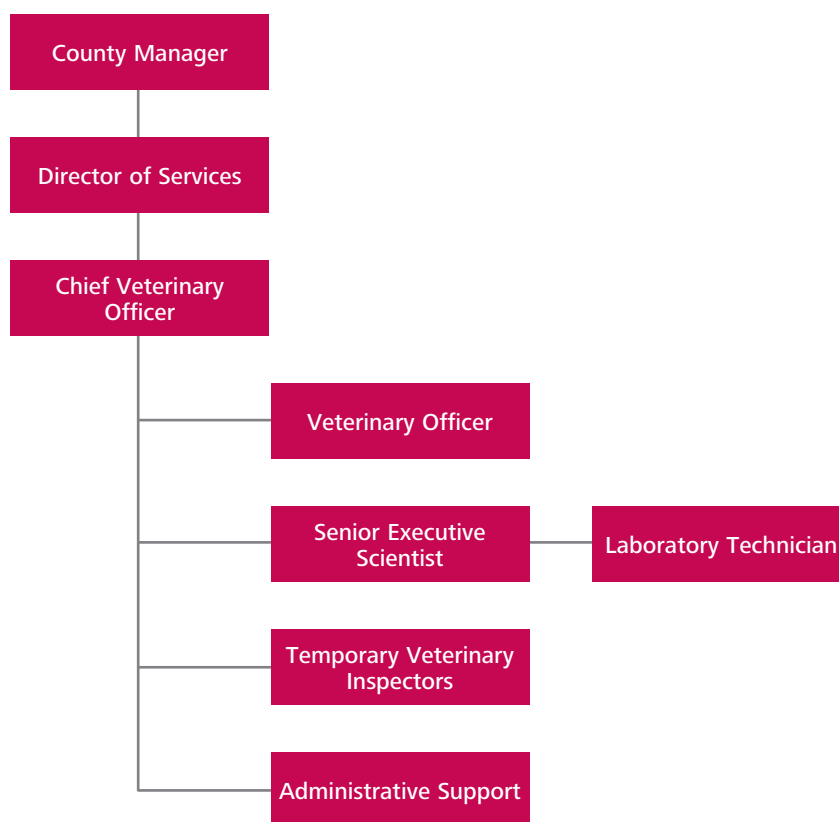 County Manager
Director of Services
Chief Veterinary
Officer
Veterinary Officer
Senior Executive
Scientist
Laboratory Technician
Temporary Veterinary
Inspectors
Administrative Support